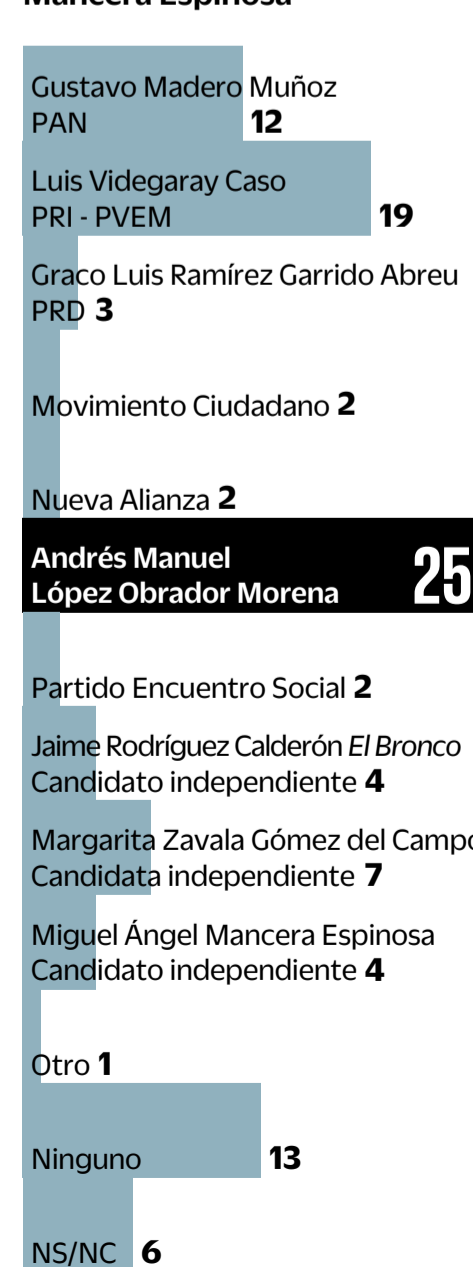 Mancera Espinosa
Gustavo Madero Muñoz
PAN 12
Luis Videgaray Caso
PRI - PVEM 19
Graco Luis Ramírez Garrido Abreu
PRD 3
Movimiento Ciudadano 2
Nueva Alianza 2
Andrés Manuel
López Obrador Morena 25
Partido Encuentro Social 2
Jaime Rodríguez Calderón El Bronco
Candidato independiente 4
Margarita Zavala Gómez del Campo
Candidata independiente 7
Miguel Ángel Mancera Espinosa
Candidato independiente 4
Otro 1
Ninguno 13
NS/NC 6